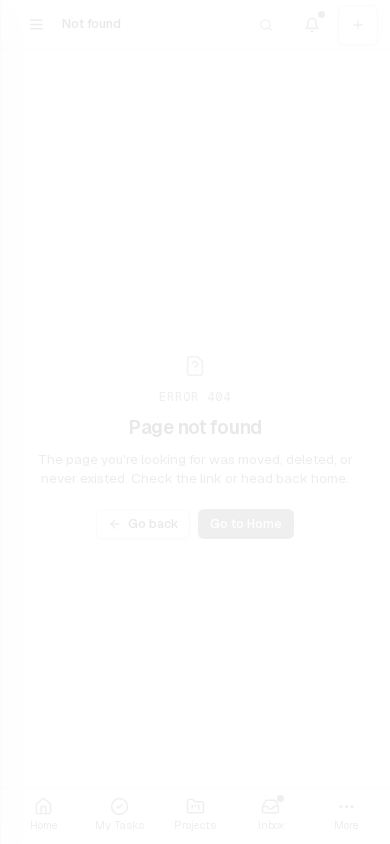 Not found
ERROR 404
Page not found
The page you're looking for was moved, deleted, or
never existed. Check the link or head back home.
Go back
Go to Home
Home
My Tasks
Projects
Inbox
More